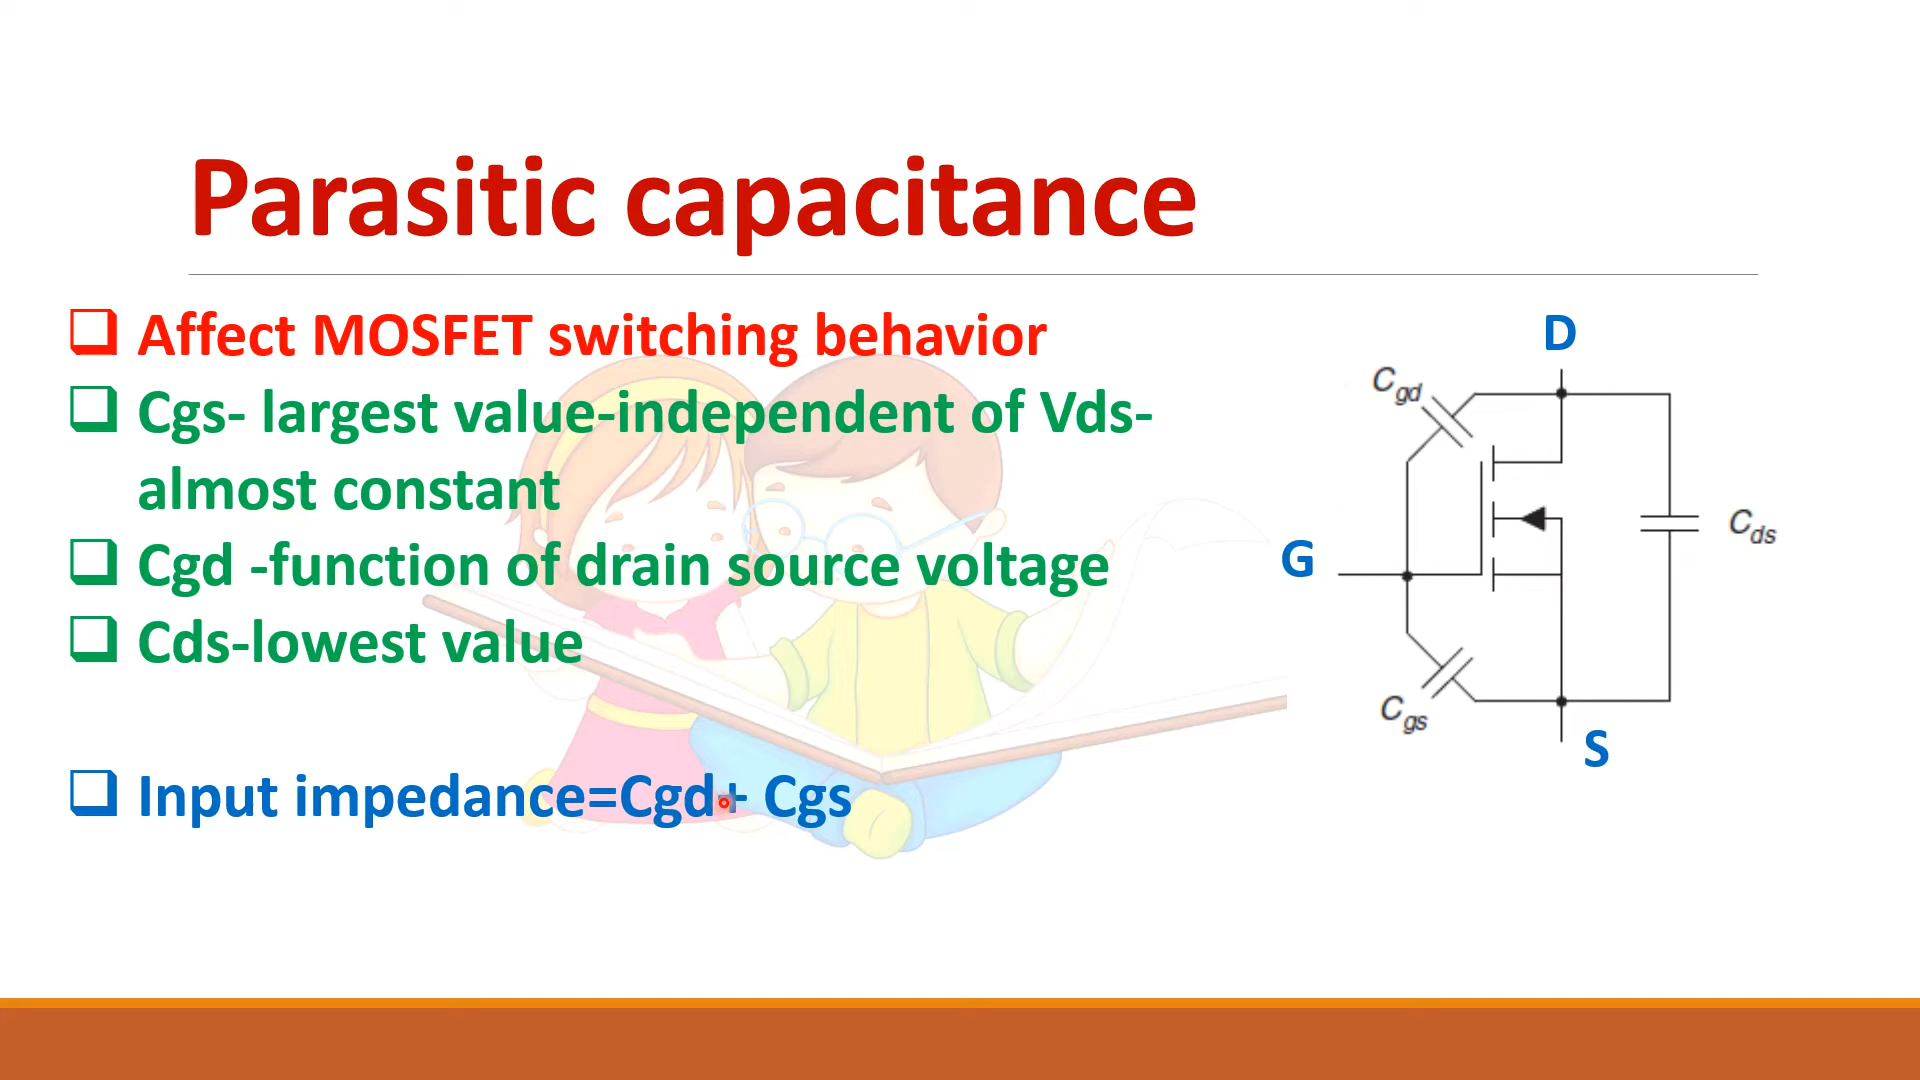 Parasitic capacitance
Affect MOSFET switching behavior
Cgs- largest value-independent of Vds-
almost constant
Cgd -function of drain source voltage
Cds-lowest value
Input impedance=Cgd+ Cgs
D
Cgd
G
Cds
Cgs
S